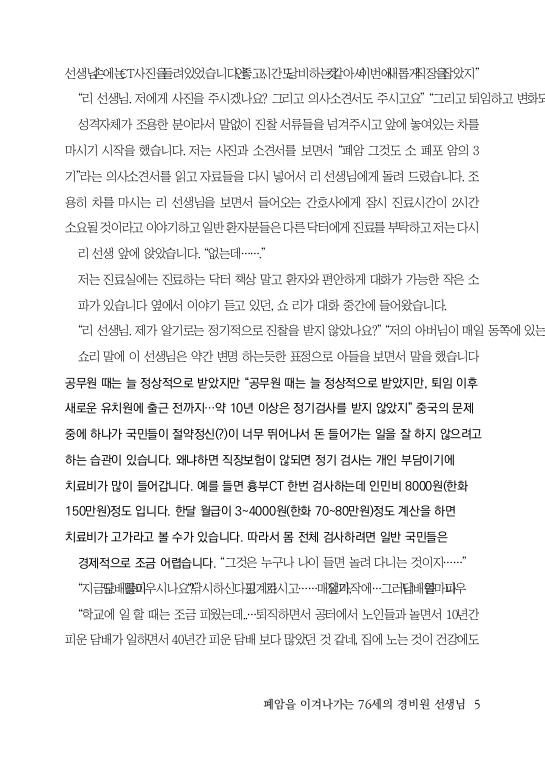 선생님 손에는 CT사진을 들려있었습니다. 좋고 시간도 담배하는 것같아서 이번에 새롭게 직장을 잡았지”
“리 선생님. 저에게 사진을 주시겠나요? 그리고 의사소견서도 주시고요” “그리고 퇴임하고 변화도
성격자체가 조용한 분이라서 말없이 진찰 서류들을 넘겨주시고 앞에 놓여있는 차를
마시기 시작을 했습니다. 저는 사진과 소견서를 보면서 “폐암 그것도 소 폐포 암의 3
기”라는 의사소견서를 읽고 자료들을 다시 넣어서 리 선생님에게 돌려 드렸습니다. 조
용히 차를 마시는 리 선생님을 보면서 들어오는 간호사에게 잠시 진료시간이 2시간
소요될 것이라고 이야기하고 일반 환자분들은 다른 닥터에게 진료를 부탁하고 저는 다시
리 선생 앞에 앉았습니다. “없는데…….”
저는 진료실에는 진료하는 닥터 책상 말고 환자와 편안하게 대화가 가능한 작은 소
파가 있습니다 옆에서 이야기 듣고 있던, 쇼 리가 대화 중간에 들어왔습니다.
“리 선생님. 제가 알기로는 정기적으로 진찰을 받지 않았나요?” “저의 아버님이 매일 동쪽에 있는
쇼리 말에 이 선생님은 약간 변명 하는듯한 표정으로 아들을 보면서 말을 했습니다
공무원 때는 늘 정상적으로 받았지만 “공무원 때는 늘 정상적으로 받았지만, 퇴임 이후
새로운 유치원에 출근 전까지…약 10년 이상은 정기검사를 받지 않았지” 중국의 문제
중에 하나가 국민들이 절약정신(?)이 너무 뛰어나서 돈 들어가는 일을 잘 하지 않으려고
하는 습관이 있습니다. 왜냐하면 직장보험이 않되면 정기 검사는 개인 부담이기에
치료비가 많이 들어갑니다. 예를 들면 흉부CT 한번 검사하는데 인민비 8000원(한화
150만원)정도 입니다. 한달 월급이 3~4000원(한화 70~80만원)정도 계산을 하면
치료비가 고가라고 볼 수가 있습니다. 따라서 몸 전체 검사하려면 일반 국민들은
경제적으로 조금 어렵습니다. “그것은 누구나 나이 들면 놀려 다니는 것이지……”
“지금도 담배를 피우시나요?”
“학교에 일 할 때는 조금 피웠는데..…퇴직하면서 공터에서 노인들과 놀면서 10년간
피운 담배가 일하면서 40년간 피운 담배 보다 많았던 것 같네, 집에 노는 것이 건강에도
폐암을 이겨나가는 76세의 경비원 선생님 5